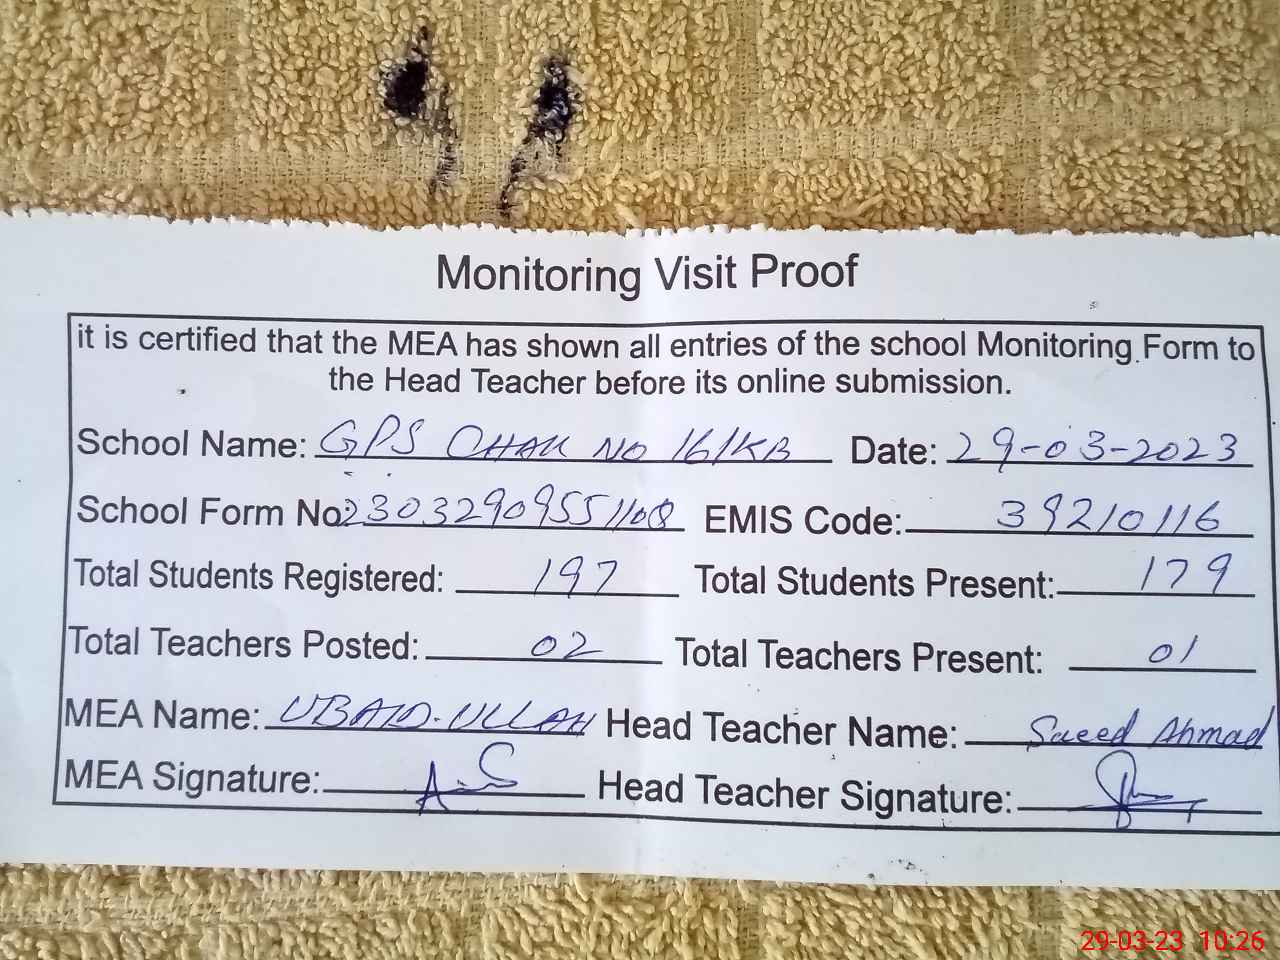 Monitoring Visit Proof
it is certified that the MEA has shown all entries of the school Monitoring Form to
the Head Teacher before its online submission.
School Name: GPS CHAK NO 161KB Date: 29-03-2023
School Form No: 23032909551108 EMIS Code: 39210116
Total Students Registered: 197 Total Students Present: 179
Total Teachers Posted: 02 Total Teachers Present: 01
MEA Name: UBAID-ULLAH Head Teacher Name: Saeed Ahmad
MEA Signature: Head Teacher Signature:
29-03-23 10:26